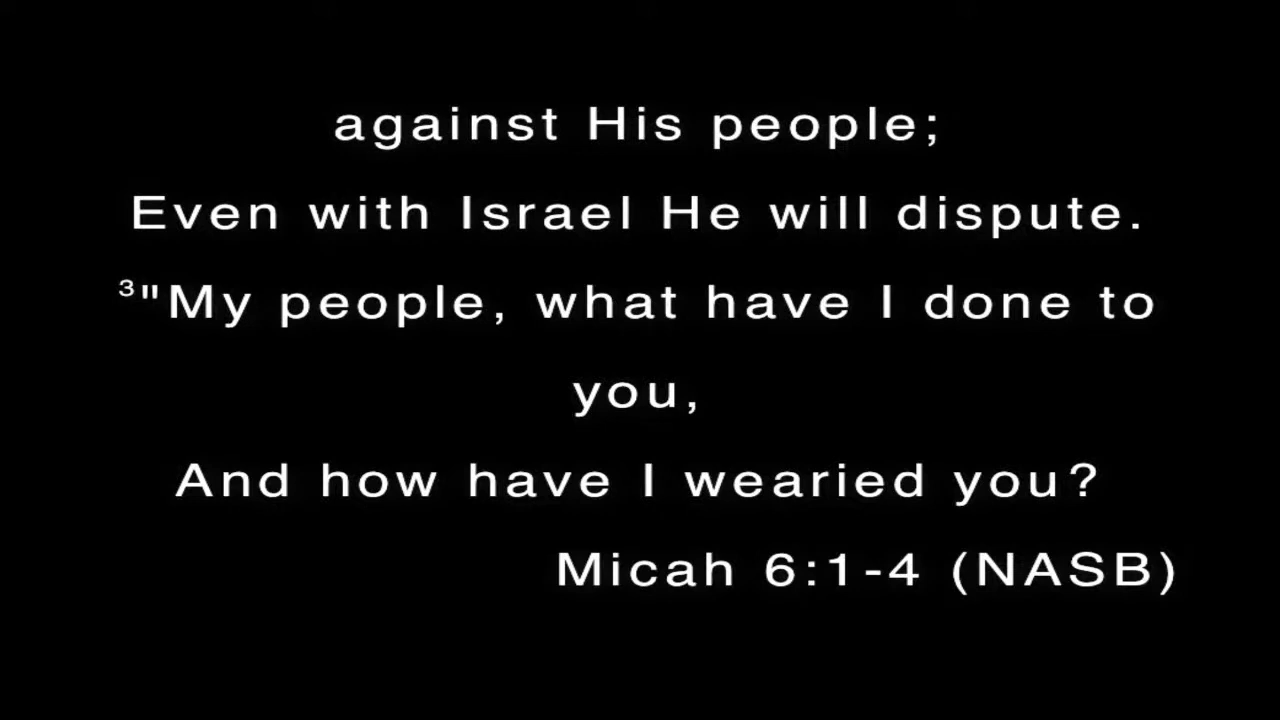 against His people;
Even with Israel He will dispute.
³"My people, what have I done to
you,
And how have I wearied you?
Micah 6:1-4 (NASB)